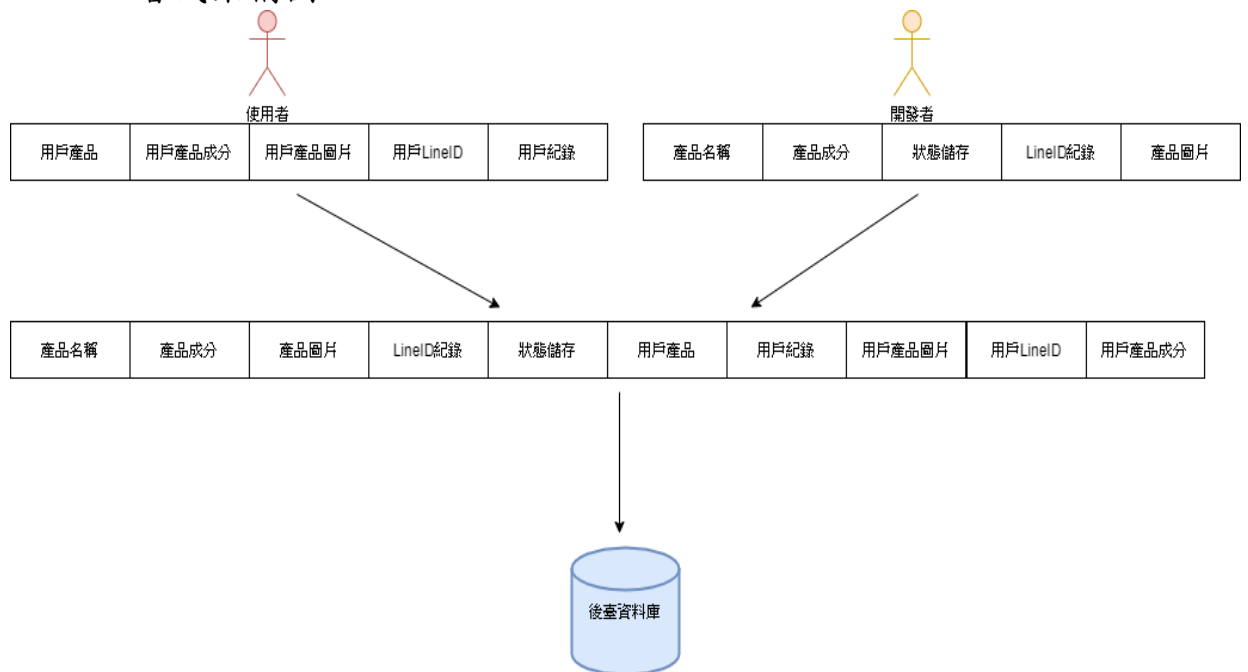 使用者
開發者
用戶產品 用戶產品成分 用戶產品圖片 用戶LineID 用戶紀錄
產品名稱 產品成分 狀態儲存 LineID紀錄 產品圖片
產品名稱 產品成分 產品圖片 LineID紀錄 狀態儲存 用戶產品 用戶紀錄 用戶產品圖片 用戶LineID 用戶產品成分
後臺資料庫